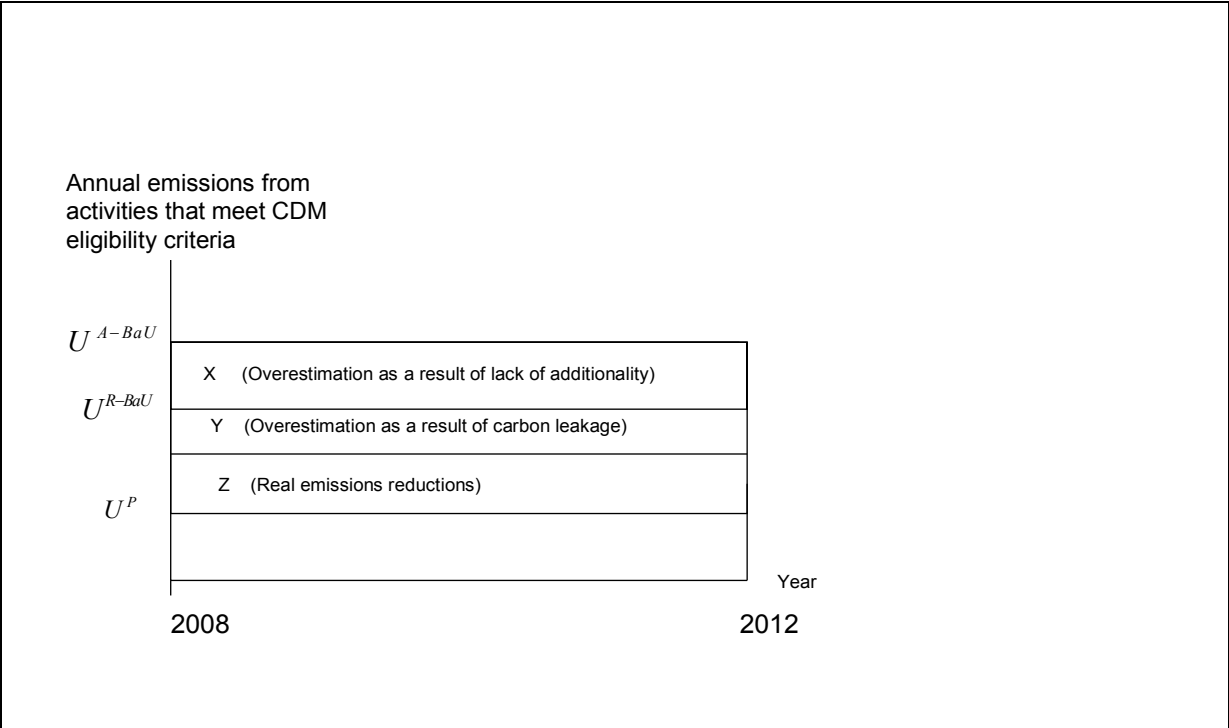 Annual emissions from
activities that meet CDM
eligibility criteria
U A−BaU
X (Overestimation as a result of lack of additionality)
U R−BaU
Y (Overestimation as a result of carbon leakage)
Z (Real emissions reductions)
U P
Year
2008 2012